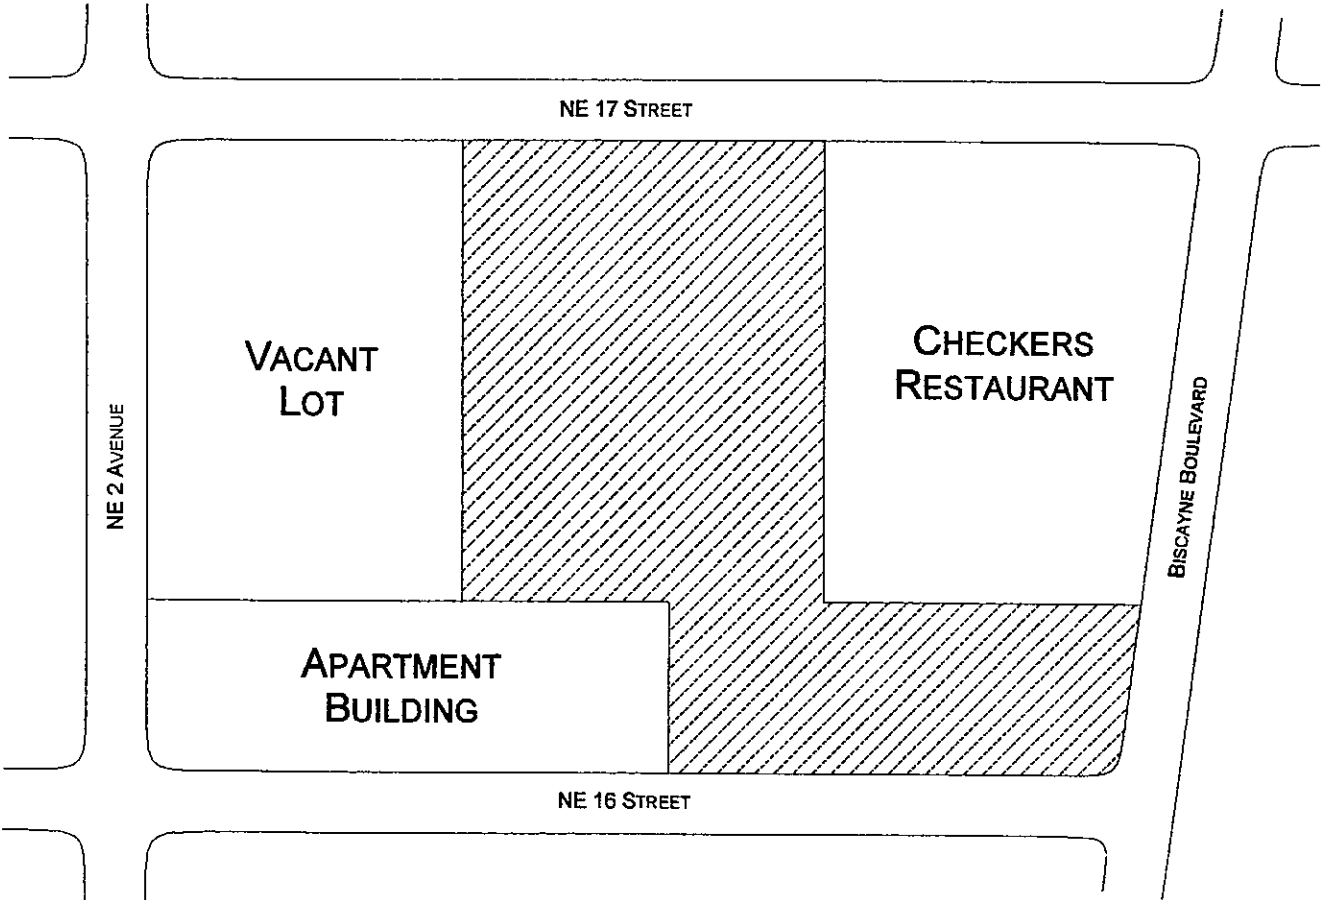 NE 17 STREET
VACANT
LOT
CHECKERS
RESTAURANT
NE 2 AVENUE
BISCAYNE BOULEVARD
APARTMENT
BUILDING
NE 16 STREET